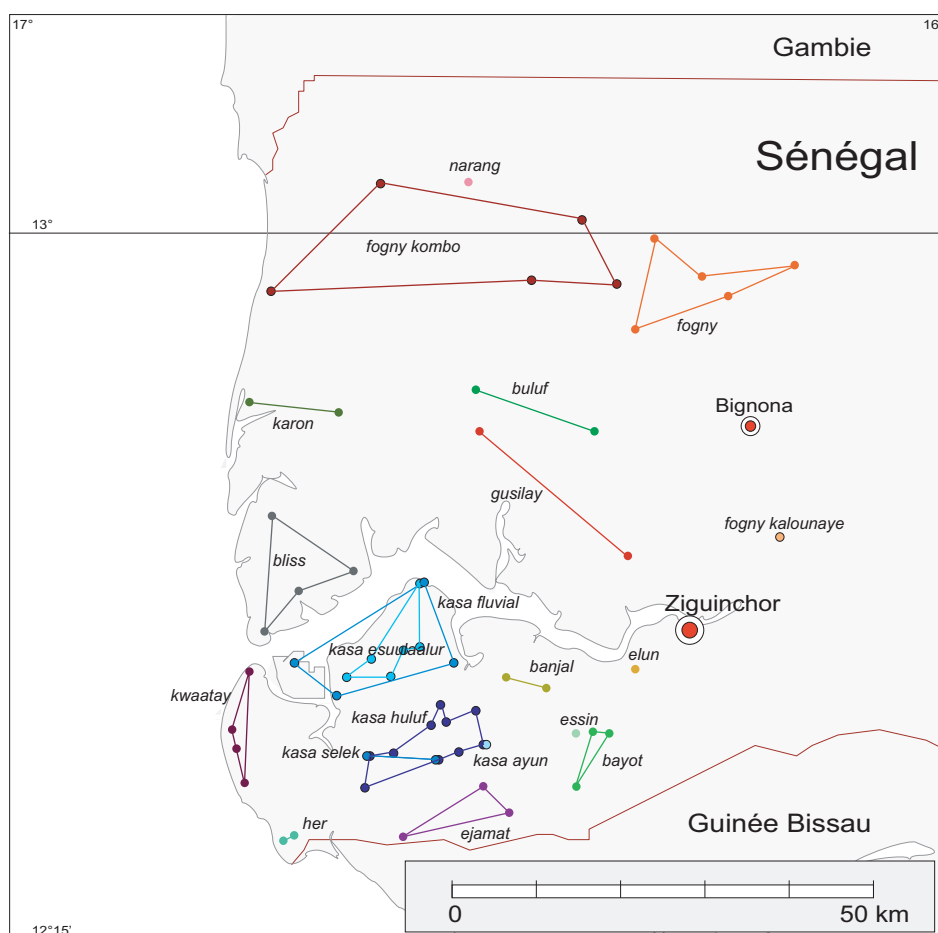 17°
16
Gambie
Sénégal
narang
13°
fogny kombo
fogny
buluf
karon
Bignona
gusilay
fogny kalounaye
bliss
kasa fluvial
Ziguinchor
kasa esuulaalur
elun
banjal
kwaatay
kasa huluf
essin
kasa selek
kasa ayun
bayot
her
ejamat
Guinée Bissau
0
50 km
12°15'